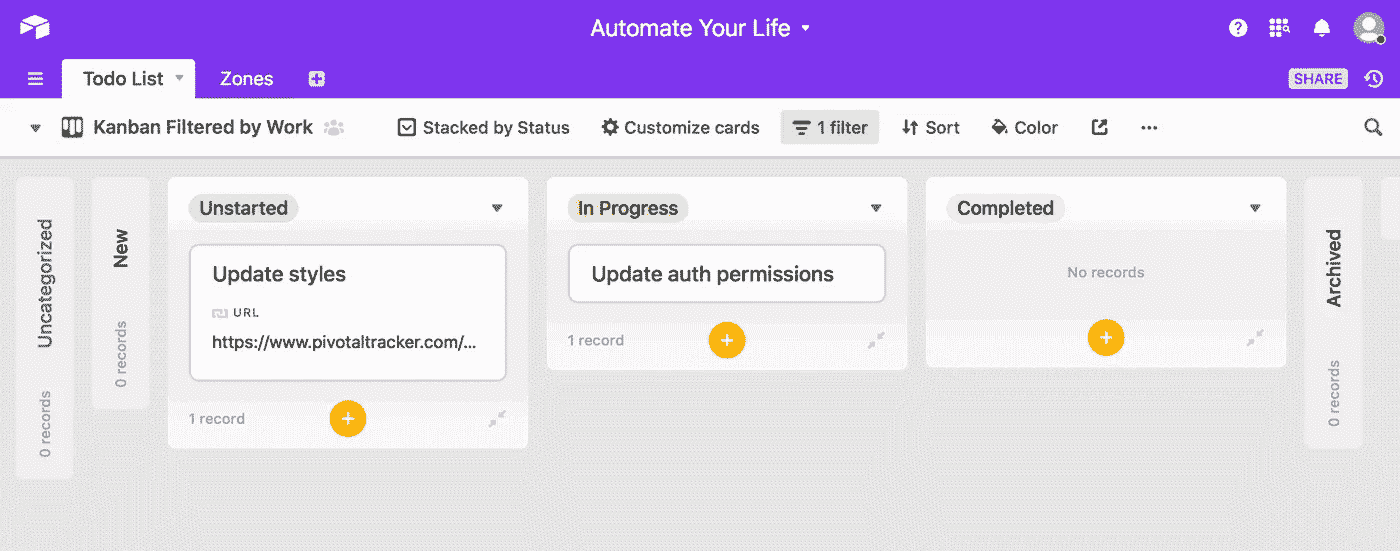 Automate Your Life
Todo List
Zones
SHARE
Kanban Filtered by Work
Stacked by Status
Customize cards
1 filter
Sort
Color
Uncategorized
0 records
New
0 records
Unstarted
Update styles
URL
https://www.pivotaltracker.com/...
1 record
In Progress
Update auth permissions
1 record
Completed
No records
Archived
0 records